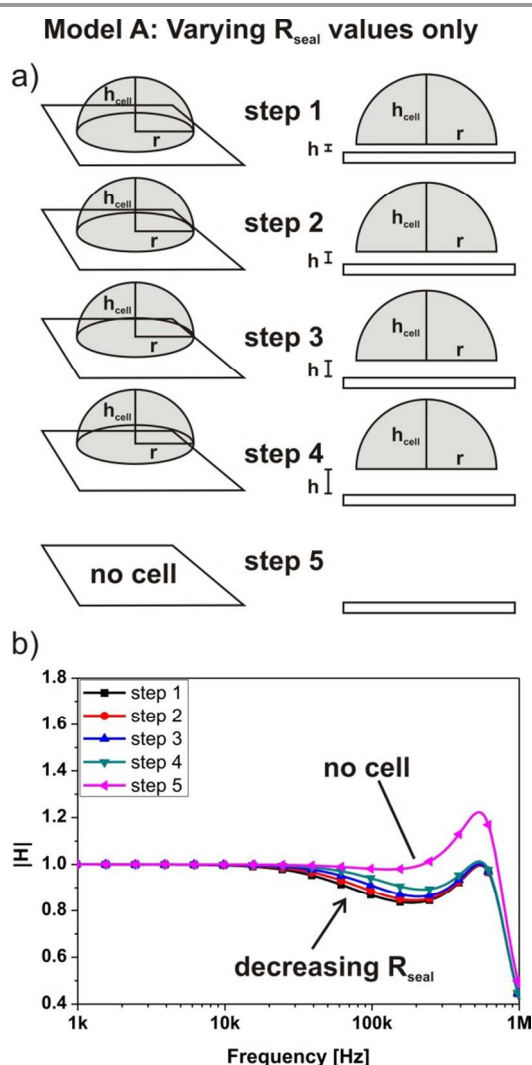 Model A: Varying Rseal values only
a)
hcell
r
step 1
h
hcell
r
hcell
r
step 2
h
hcell
r
hcell
r
step 3
h
hcell
r
hcell
r
step 4
h
hcell
r
no cell
step 5
b)
1.8
1.6
1.4
1.2
1.0
0.8
0.6
0.4
|H|
step 1
step 2
step 3
step 4
step 5
no cell
decreasing Rseal
1k
10k
100k
1M
Frequency [Hz]